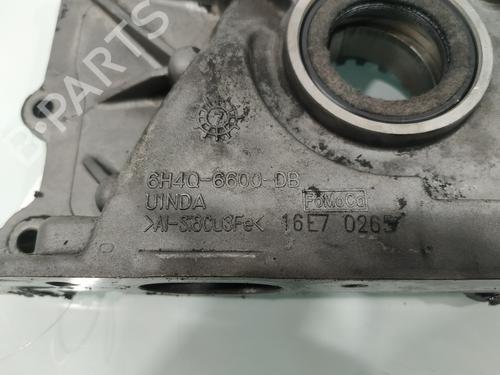 6H4Q-6600-DB
UINDA
FoMoCo
>Al-Si8Cu3Fe<
16E7 0265
B-PARTS